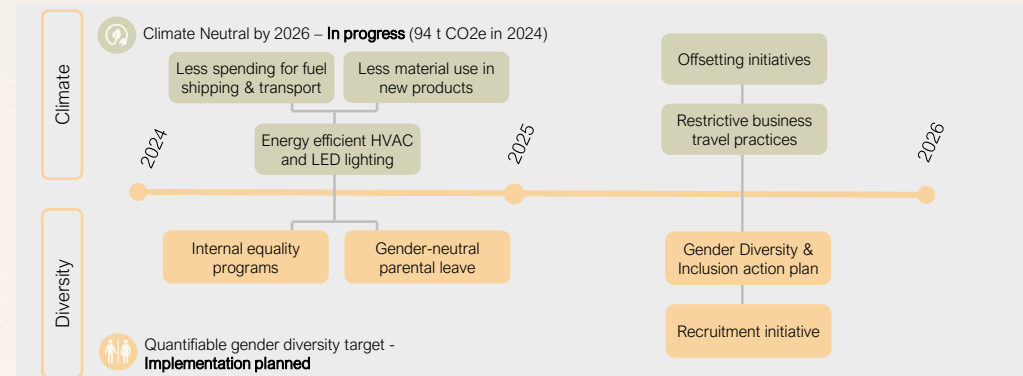 Climate
Climate Neutral by 2026 – In progress (94 t CO2e in 2024)
Less spending for fuel
shipping & transport
Less material use in
new products
Energy efficient HVAC
and LED lighting
Offsetting initiatives
Restrictive business
travel practices
2024
2025
2026
Diversity
Internal equality
programs
Gender-neutral
parental leave
Gender Diversity &
Inclusion action plan
Recruitment initiative
Quantifiable gender diversity target -
Implementation planned